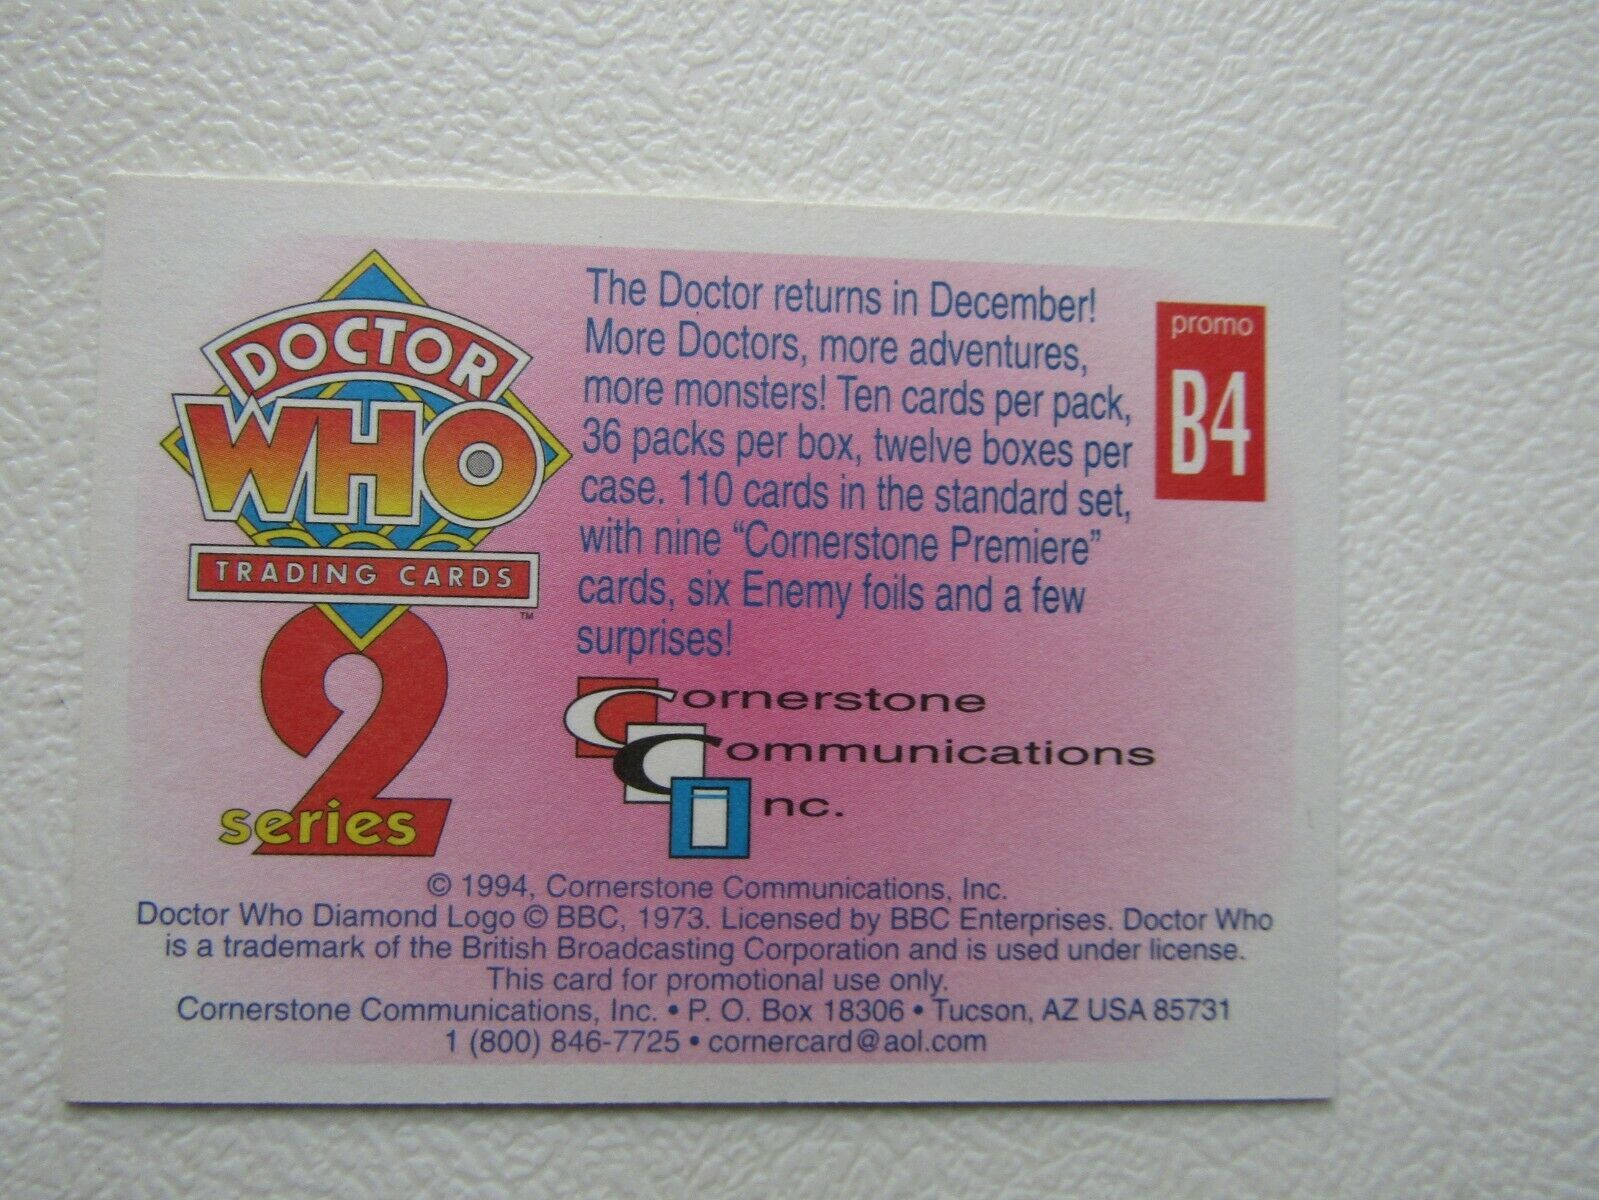 DOCTOR
WHO
TRADING CARDS
™
2
series
The Doctor returns in December!
More Doctors, more adventures,
more monsters! Ten cards per pack,
36 packs per box, twelve boxes per
case. 110 cards in the standard set,
with nine “Cornerstone Premiere”
cards, six Enemy foils and a few
surprises!
promo
B4
Cornerstone
Communications
Inc.
© 1994, Cornerstone Communications, Inc.
Doctor Who Diamond Logo © BBC, 1973. Licensed by BBC Enterprises. Doctor Who
is a trademark of the British Broadcasting Corporation and is used under license.
This card for promotional use only.
Cornerstone Communications, Inc. • P. O. Box 18306 • Tucson, AZ USA 85731
1 (800) 846-7725 • cornercard@aol.com